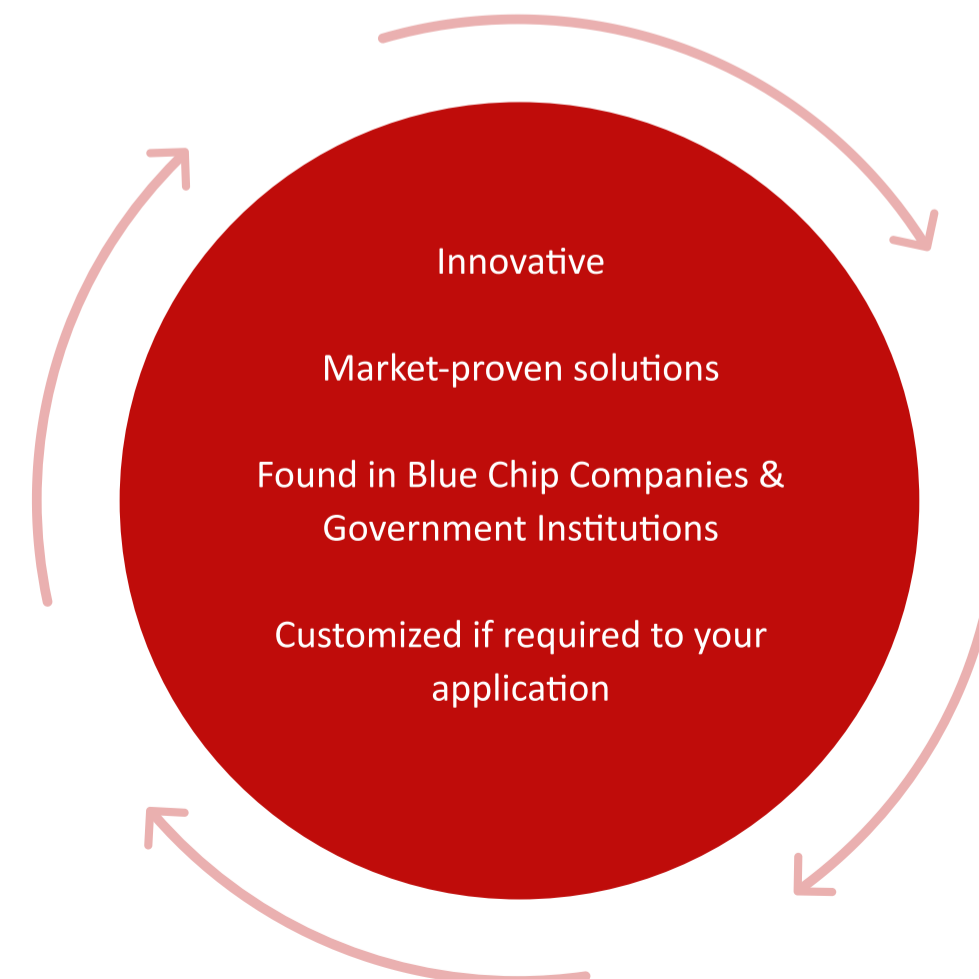 Innovative
Market-proven solutions
Found in Blue Chip Companies &
Government Institutions
Customized if required to your
application